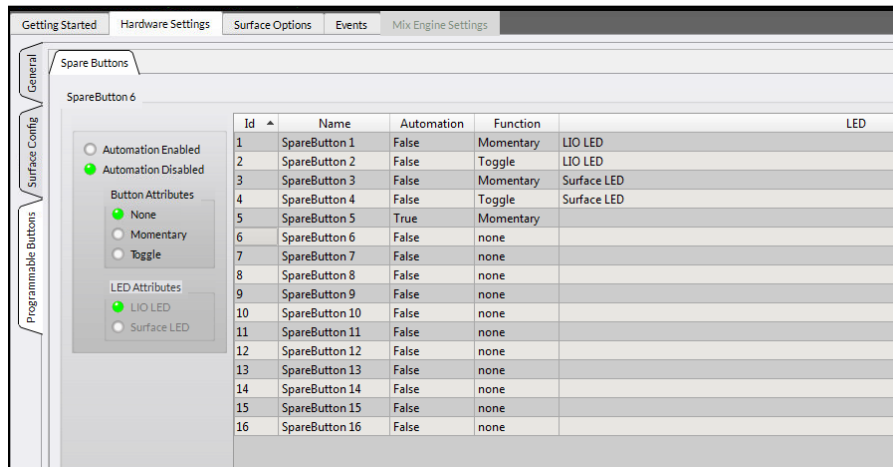 Getting Started Hardware Settings Surface Options Events Mix Engine Settings
General
Surface Config
Programmable Buttons
Spare Buttons
SpareButton 6
Automation Enabled
Automation Disabled
Button Attributes
None
Momentary
Toggle
LED Attributes
LIO LED
Surface LED
Id Name Automation Function LED
1 SpareButton 1 False Momentary LIO LED
2 SpareButton 2 False Toggle LIO LED
3 SpareButton 3 False Momentary Surface LED
4 SpareButton 4 False Toggle Surface LED
5 SpareButton 5 True Momentary
6 SpareButton 6 False none
7 SpareButton 7 False none
8 SpareButton 8 False none
9 SpareButton 9 False none
10 SpareButton 10 False none
11 SpareButton 11 False none
12 SpareButton 12 False none
13 SpareButton 13 False none
14 SpareButton 14 False none
15 SpareButton 15 False none
16 SpareButton 16 False none